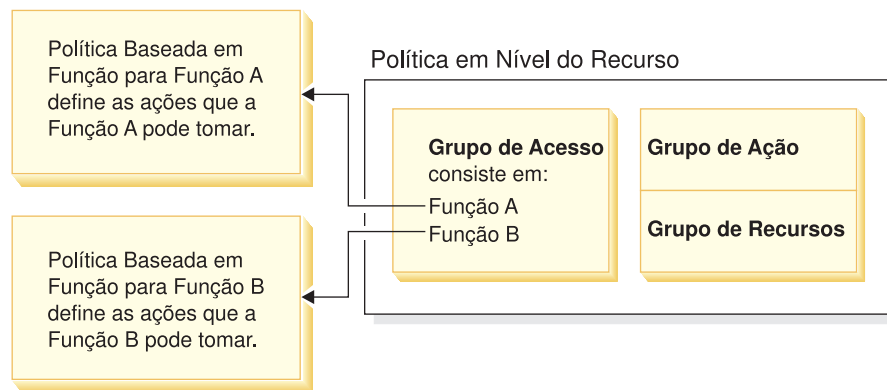 Política Baseada em
Função para Função A
define as ações que a
Função A pode tomar.
Política Baseada em
Função para Função B
define as ações que a
Função B pode tomar.
Política em Nível do Recurso
Grupo de Acesso
consiste em:
Função A
Função B
Grupo de Ação
Grupo de Recursos